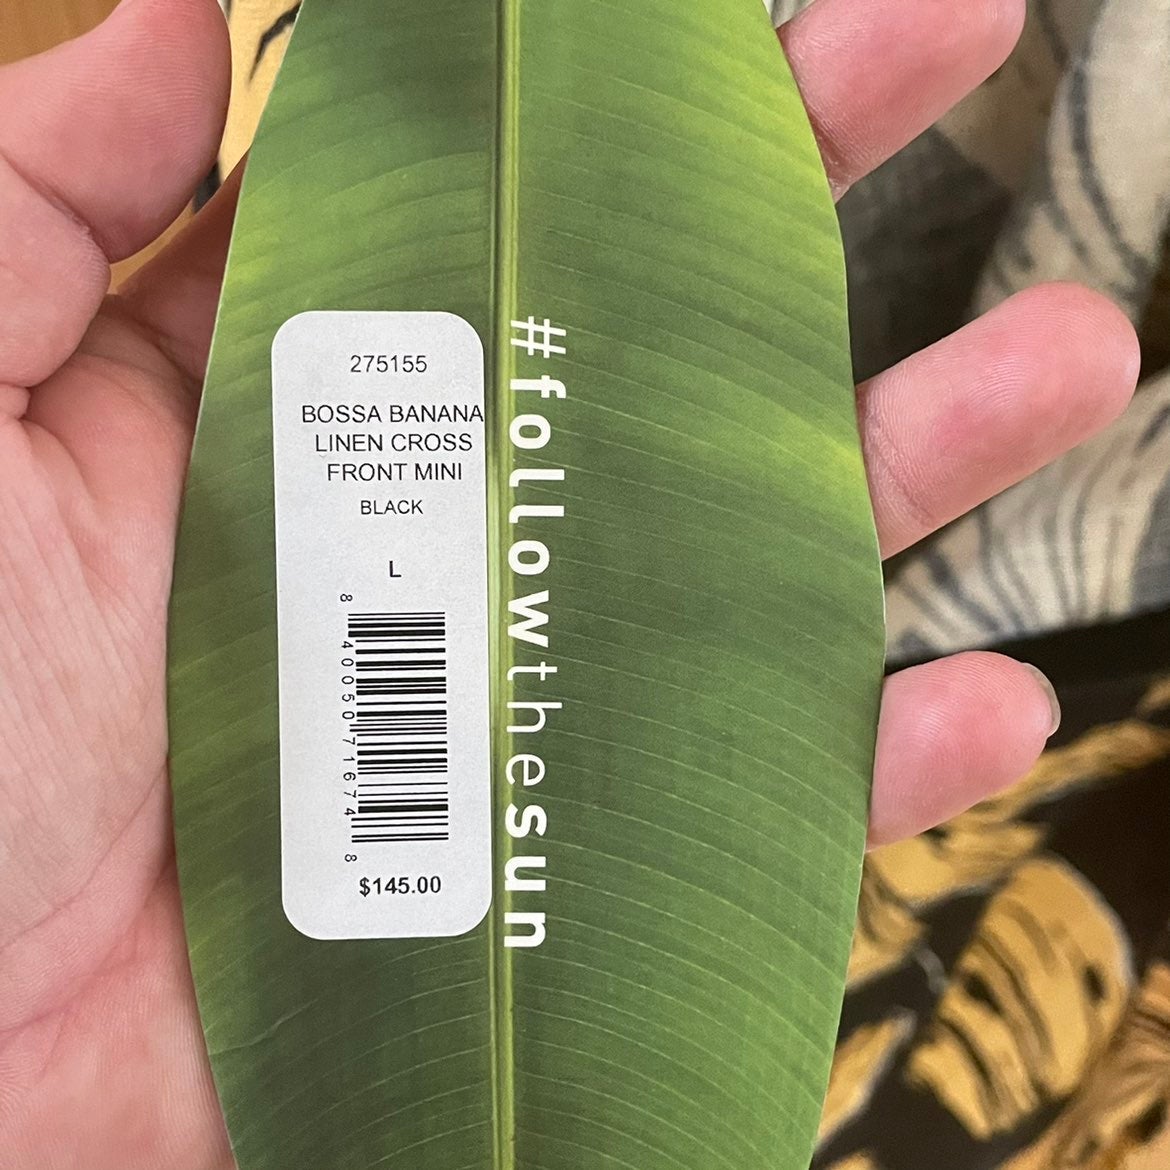 275155
BOSSA BANANA
LINEN CROSS
FRONT MINI
BLACK
L
8 40050 71674 8
$145.00
#followthesun